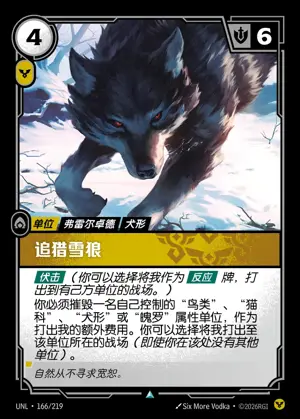 4
6
单位 弗雷尔卓德 犬形
追猎雪狼
伏击 (你可以选择将我作为 反应 牌，打
出到有己方单位的战场。)
你必须摧毁一名自己控制的“鸟类”、“猫
科”、“犬形”或“魄罗”属性单位，作为
打出我的额外费用。你可以选择将我打出至
该单位所在的战场(即使你在该处没有其他
单位)。
自然从不寻求宽恕。
UNL · 166/219
Six More Vodka · ©2026RGI